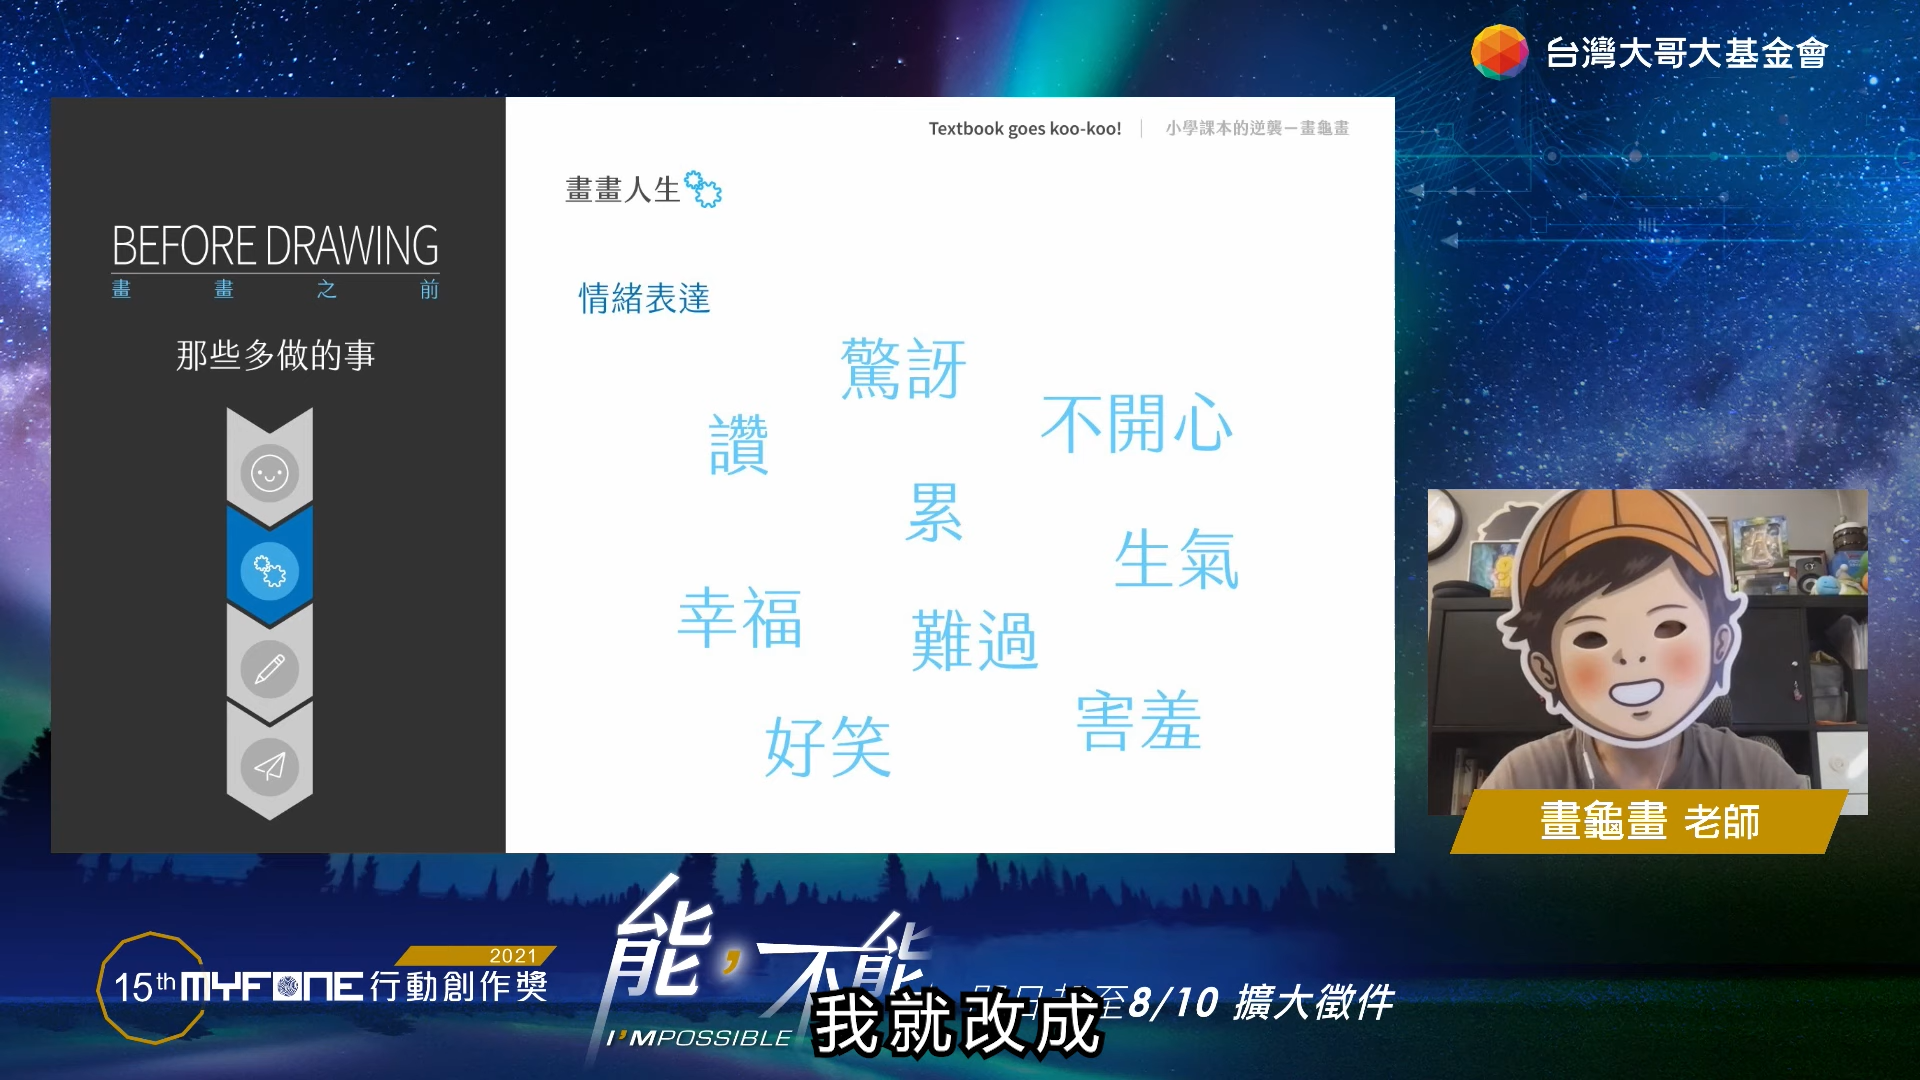 台灣大哥大基金會
Textbook goes koo-koo!
小學課本的逆襲－畫龜畫
畫畫人生
BEFORE DRAWING
畫畫之前
那些多做的事
情緒表達
驚訝
不開心
讚
累
生氣
幸福
難過
害羞
好笑
畫龜畫 老師
2021
15th MYFONE 行動創作獎
能,不能
I'MPOSSIBLE
至8/10 擴大徵件
我就改成